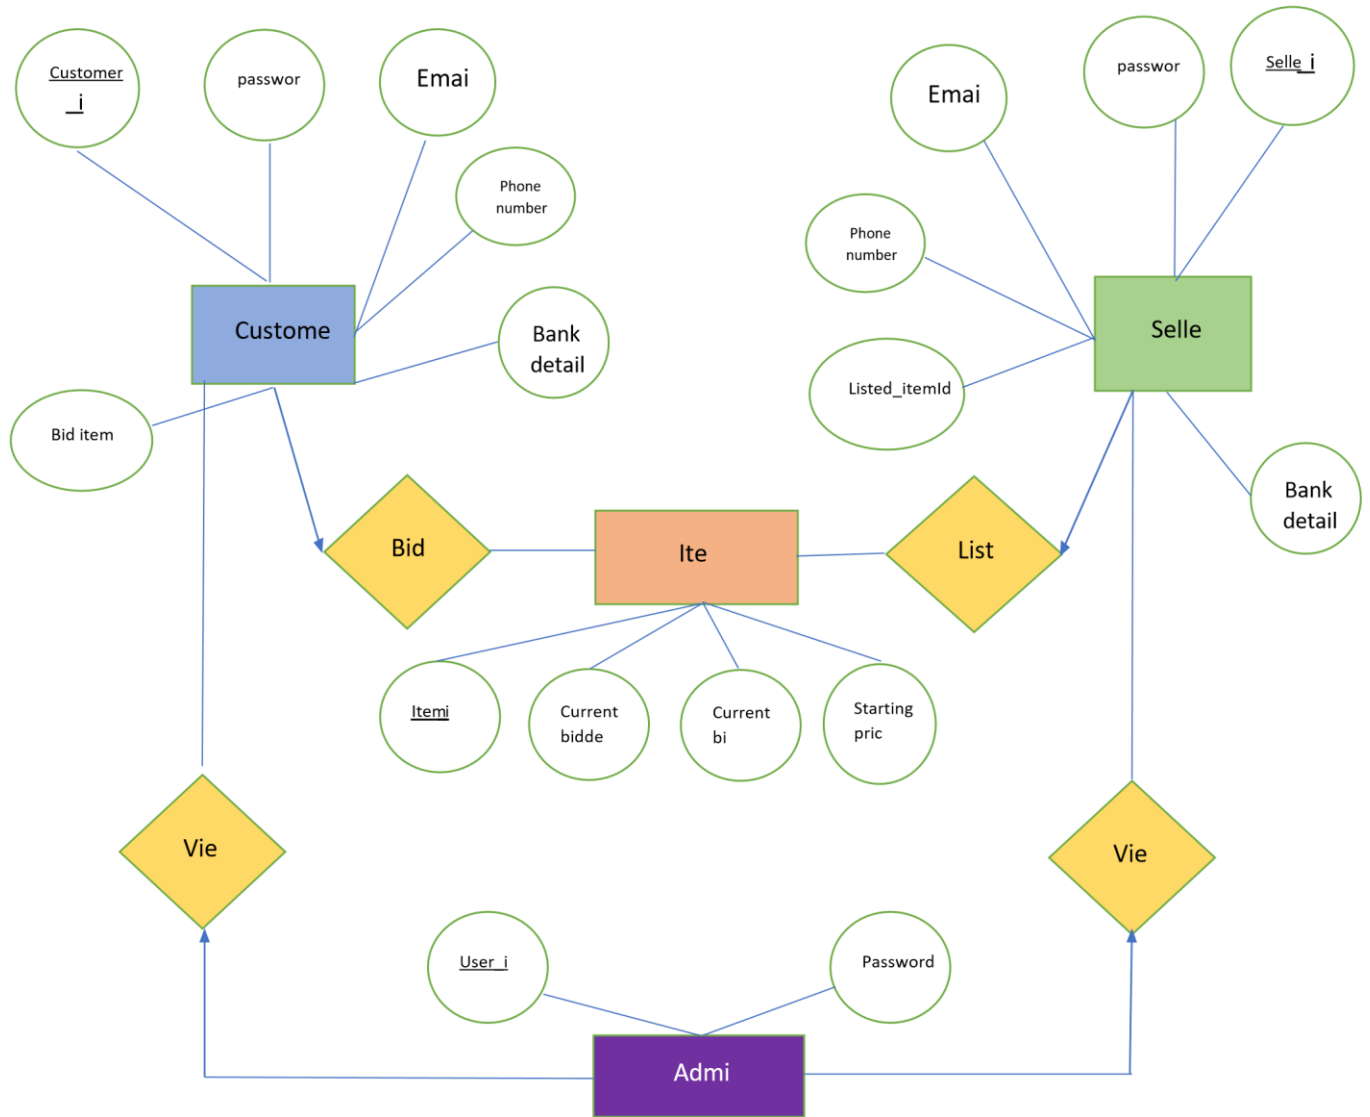 Customer
_i
passwor
Emai
Phone
number
Custome
Bank
detail
Bid item
Emai
passwor
Selle_i
Phone
number
Listed_itemId
Selle
Bank
detail
Bid
Ite
List
Itemi
Current
bidde
Current
bi
Starting
pric
Vie
Vie
User_i
Password
Admi